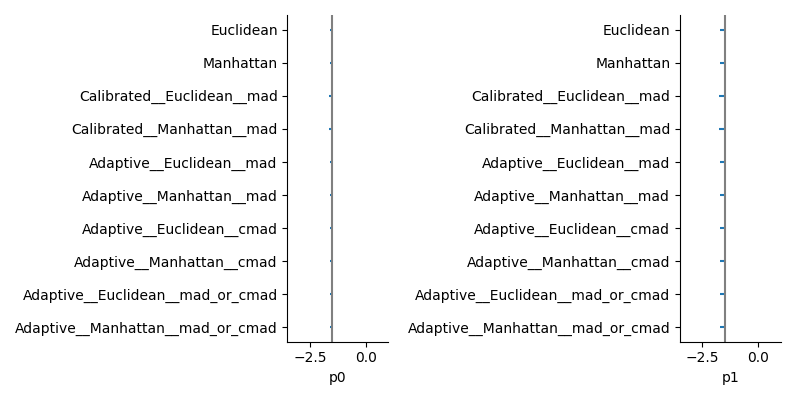 Euclidean
Manhattan
Calibrated__Euclidean__mad
Calibrated__Manhattan__mad
Adaptive__Euclidean__mad
Adaptive__Manhattan__mad
Adaptive__Euclidean__cmad
Adaptive__Manhattan__cmad
Adaptive__Euclidean__mad_or_cmad
Adaptive__Manhattan__mad_or_cmad
−2.5 0.0
p0
Euclidean
Manhattan
Calibrated__Euclidean__mad
Calibrated__Manhattan__mad
Adaptive__Euclidean__mad
Adaptive__Manhattan__mad
Adaptive__Euclidean__cmad
Adaptive__Manhattan__cmad
Adaptive__Euclidean__mad_or_cmad
Adaptive__Manhattan__mad_or_cmad
−2.5 0.0
p1